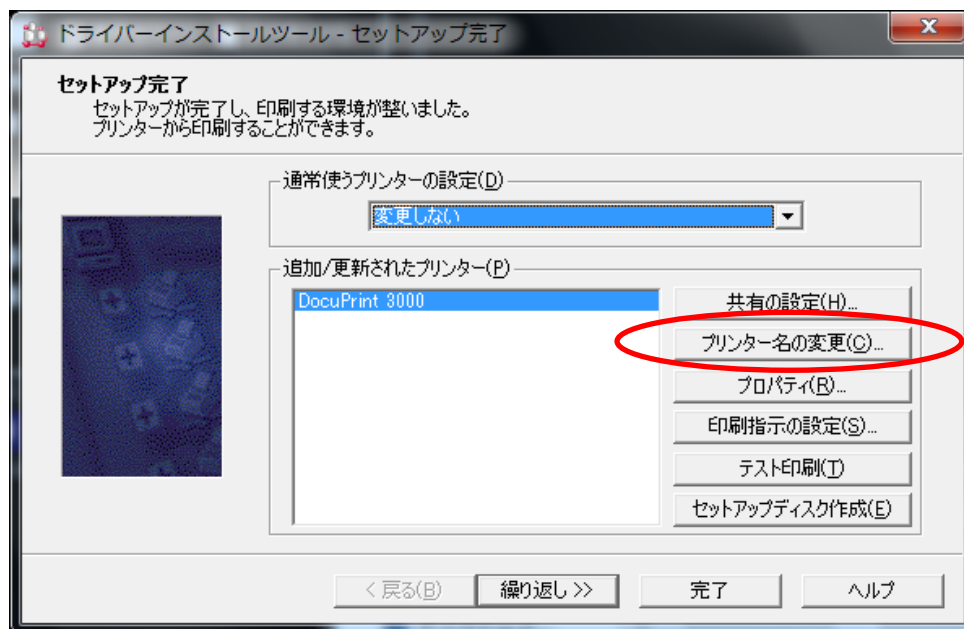 ドライバーインストールツール - セットアップ完了
セットアップ完了
セットアップが完了し、印刷する環境が整いました。
プリンターから印刷することができます。
通常使うプリンターの設定(D)
変更しない
追加/更新されたプリンター(P)
DocuPrint 3000
共有の設定(H)...
プリンター名の変更(C)...
プロパティ(R)...
印刷指示の設定(S)...
テスト印刷(T)
セットアップディスク作成(E)
< 戻る(B)
繰り返し >>
完了
ヘルプ